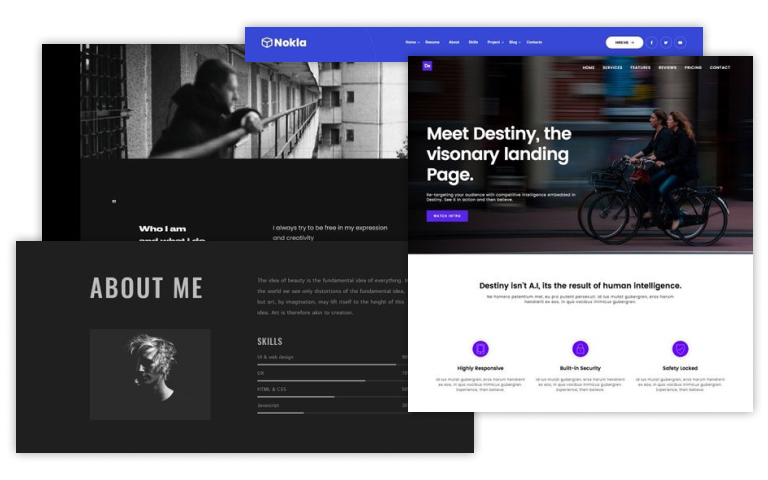 Nokla
Home Resume About Skills Project Blog Contacts
HIRE ME
De
HOME SERVICES FEATURES REVIEWS PRICING CONTACT
Meet Destiny, the
visonary landing
Page.
Re-targeting your audience with competitive intelligence embedded in
Destiny. See it in action and then believe.
WATCH INTRO
"
Who I am
and what I do
I always try to be free in my expression
and creativity
ABOUT ME
The idea of beauty is the fundamental idea of everything.
the world we see only distortions of the fundamental idea,
but art, by imagination, may lift itself to the height of this
idea. Art is therefore akin to creation.
SKILLS
UI & web design
UX
HTML & CSS
Javascript
Destiny isn't A.I, its the result of human intelligence.
Ne homero petentium mei, eu pro putent persecuti. Id ius mulat gubergren, eros harum
hendrerit ex eos, in quo vocibus inimicus gubergren
Highly Responsive Built-in Security Safety Locked
Id ius mulat gubergren, eros harum hendrerit
ex eos, in quo vocibus inimicus gubergren
Experience, then believe.
Id ius mulat gubergren, eros harum hendrerit
ex eos, in quo vocibus inimicus gubergren
Experience, then believe.
Id ius mulat gubergren, eros harum hendrerit
ex eos, in quo vocibus inimicus gubergren
Experience, then believe.